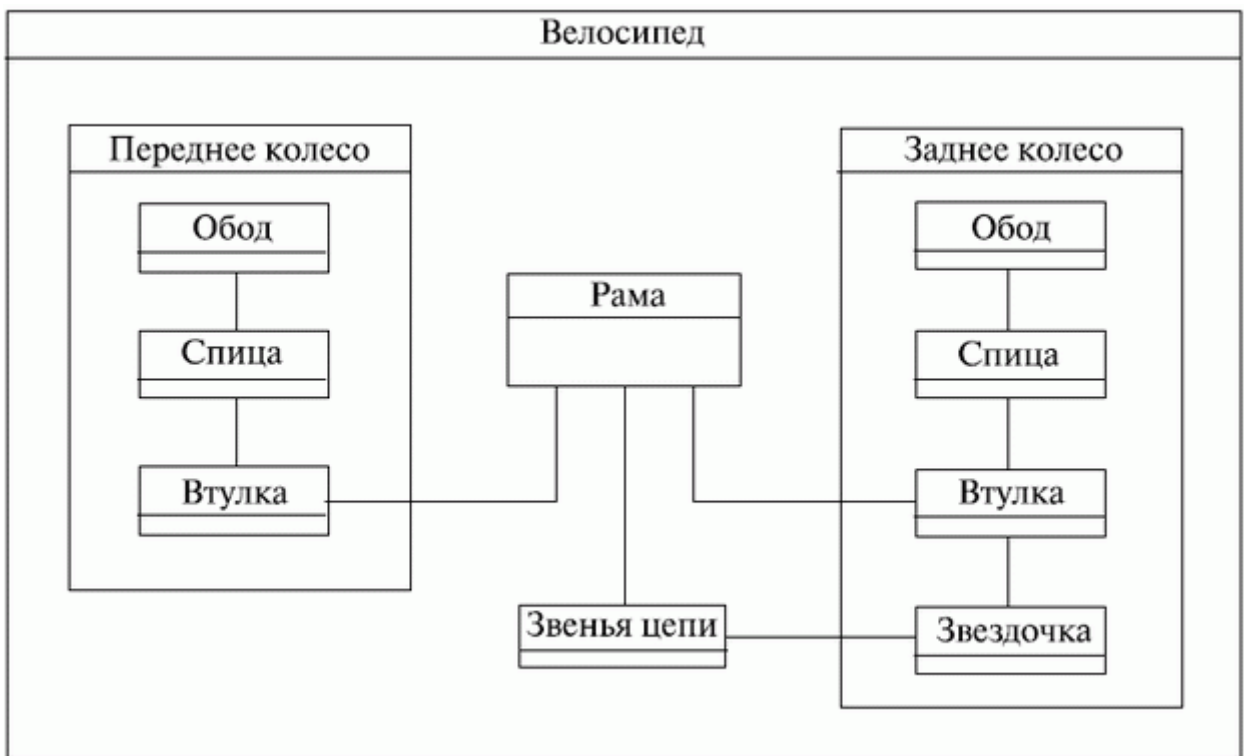 Велосипед
Переднее колесо
Обод
Спица
Втулка
Рама
Звенья цепи
Заднее колесо
Обод
Спица
Втулка
Звездочка